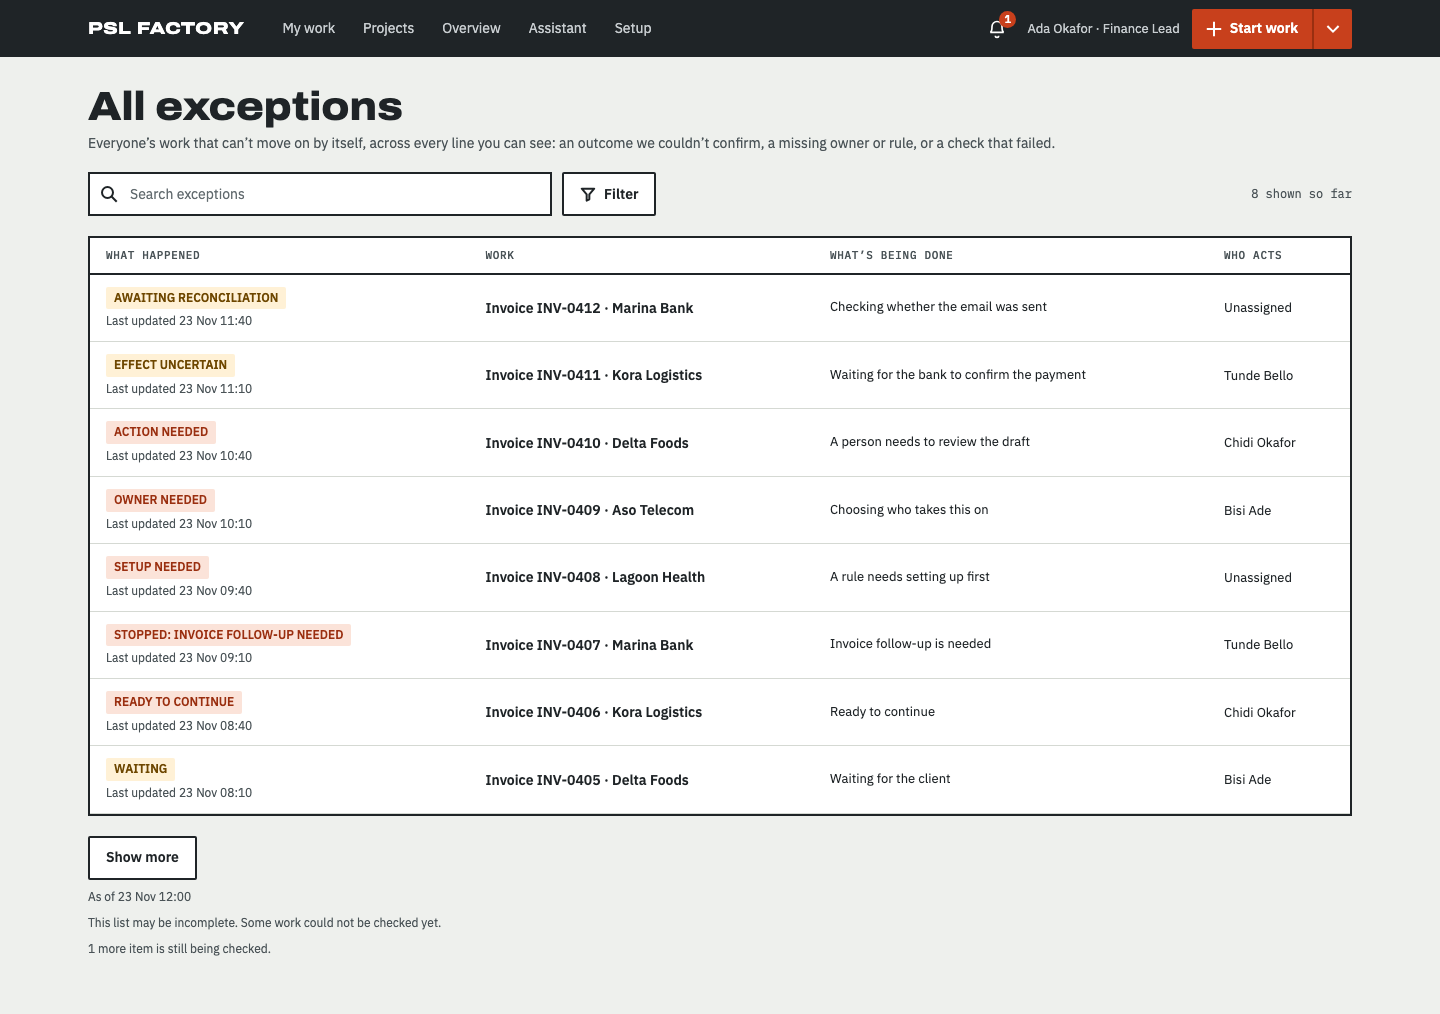 PSL FACTORY
My work
Projects
Overview
Assistant
Setup
1
Ada Okafor · Finance Lead
Start work
All exceptions
Everyone’s work that can’t move on by itself, across every line you can see: an outcome we couldn’t confirm, a missing owner or rule, or a check that failed.
Search exceptions
Filter
8 shown so far
WHAT HAPPENED
WORK
WHAT’S BEING DONE
WHO ACTS
AWAITING RECONCILIATION
Last updated 23 Nov 11:40
Invoice INV-0412 · Marina Bank
Checking whether the email was sent
Unassigned
EFFECT UNCERTAIN
Last updated 23 Nov 11:10
Invoice INV-0411 · Kora Logistics
Waiting for the bank to confirm the payment
Tunde Bello
ACTION NEEDED
Last updated 23 Nov 10:40
Invoice INV-0410 · Delta Foods
A person needs to review the draft
Chidi Okafor
OWNER NEEDED
Last updated 23 Nov 10:10
Invoice INV-0409 · Aso Telecom
Choosing who takes this on
Bisi Ade
SETUP NEEDED
Last updated 23 Nov 09:40
Invoice INV-0408 · Lagoon Health
A rule needs setting up first
Unassigned
STOPPED: INVOICE FOLLOW-UP NEEDED
Last updated 23 Nov 09:10
Invoice INV-0407 · Marina Bank
Invoice follow-up is needed
Tunde Bello
READY TO CONTINUE
Last updated 23 Nov 08:40
Invoice INV-0406 · Kora Logistics
Ready to continue
Chidi Okafor
WAITING
Last updated 23 Nov 08:10
Invoice INV-0405 · Delta Foods
Waiting for the client
Bisi Ade
Show more
As of 23 Nov 12:00
This list may be incomplete. Some work could not be checked yet.
1 more item is still being checked.